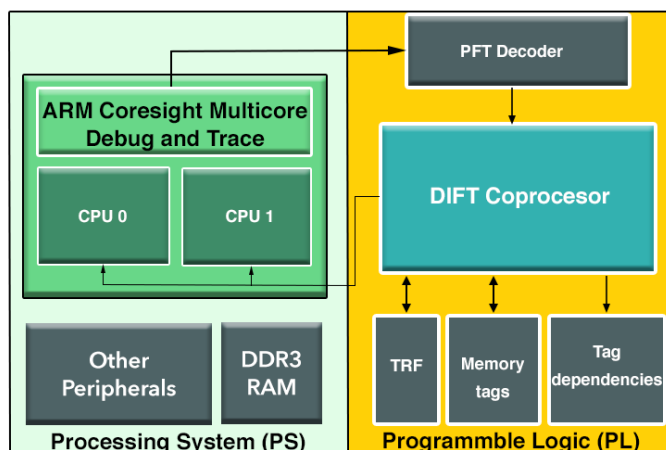 PFT Decoder
ARM Coresight Multicore
Debug and Trace
CPU 0
CPU 1
DIFT Coprocesor
Other
Peripherals
DDR3
RAM
TRF
Memory
tags
Tag
dependencies
Processing System (PS)
Programmble Logic (PL)